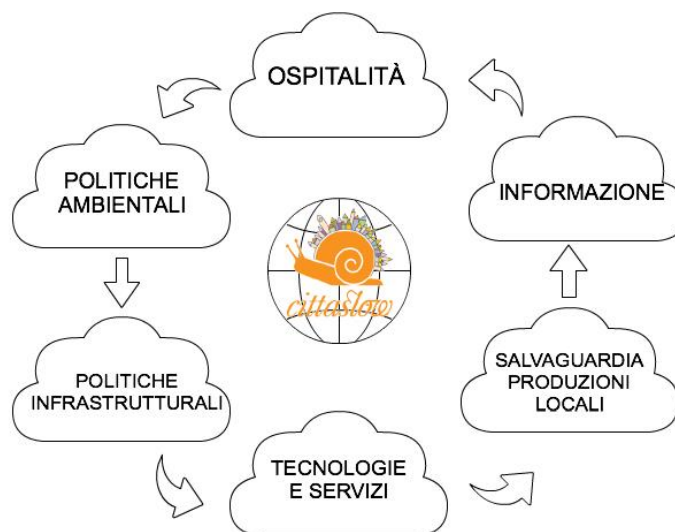 OSPITALITÀ
POLITICHE
AMBIENTALI
POLITICHE
INFRASTRUTTURALI
TECNOLOGIE
E SERVIZI
SALVAGUARDIA
PRODUZIONI
LOCALI
INFORMAZIONE
cittaslow